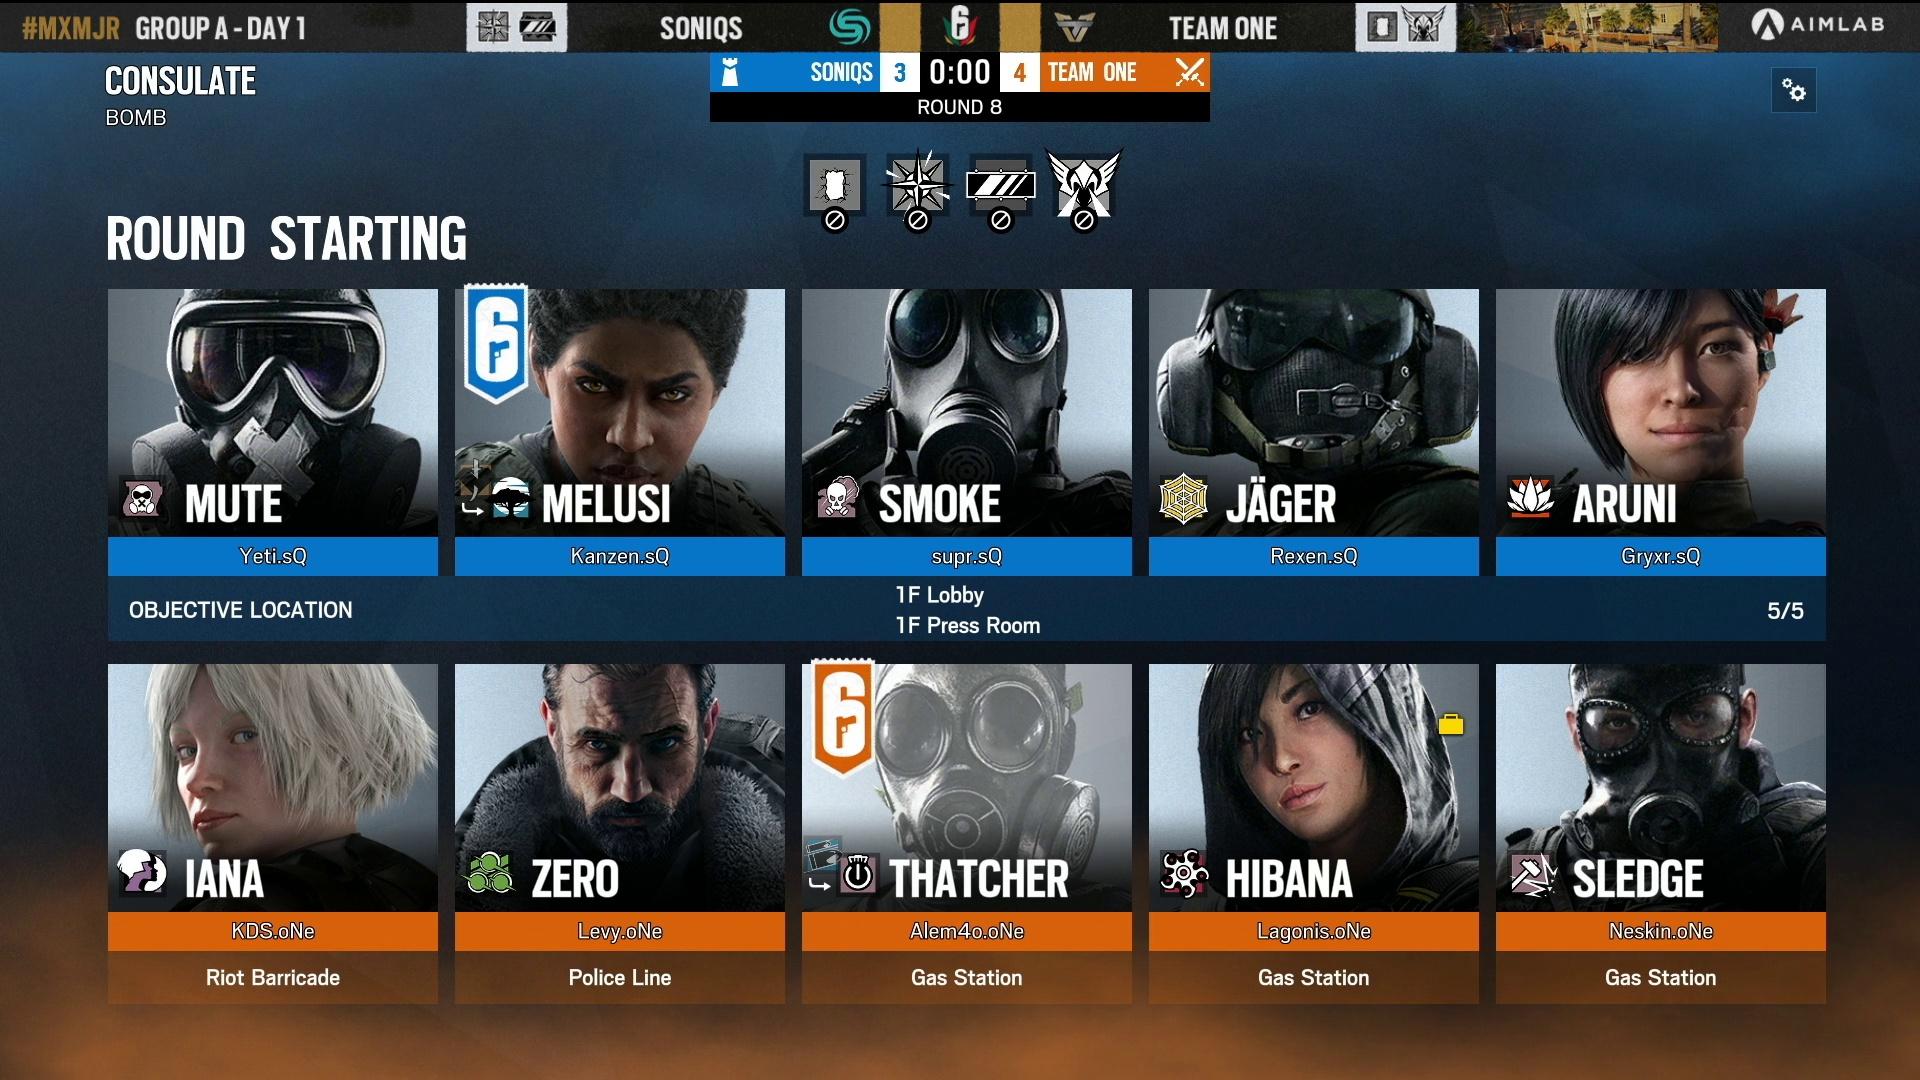 #MXMJR GROUP A - DAY 1 SONIQS 6 TEAM ONE AIMLAB
CONSULATE
BOMB
SONIQS 3 0:00 4 TEAM ONE
ROUND 8
ROUND STARTING
6
MUTE MELUSI SMOKE JÄGER ARUNI
Yeti.sQ Kanzen.sQ supr.sQ Rexen.sQ Gryxr.sQ
OBJECTIVE LOCATION
1F Lobby
1F Press Room
5/5
6
IANA ZERO THATCHER HIBANA SLEDGE
KDS.oNe Levy.oNe Alem4o.oNe Lagonis.oNe Neskin.oNe
Riot Barricade Police Line Gas Station Gas Station Gas Station